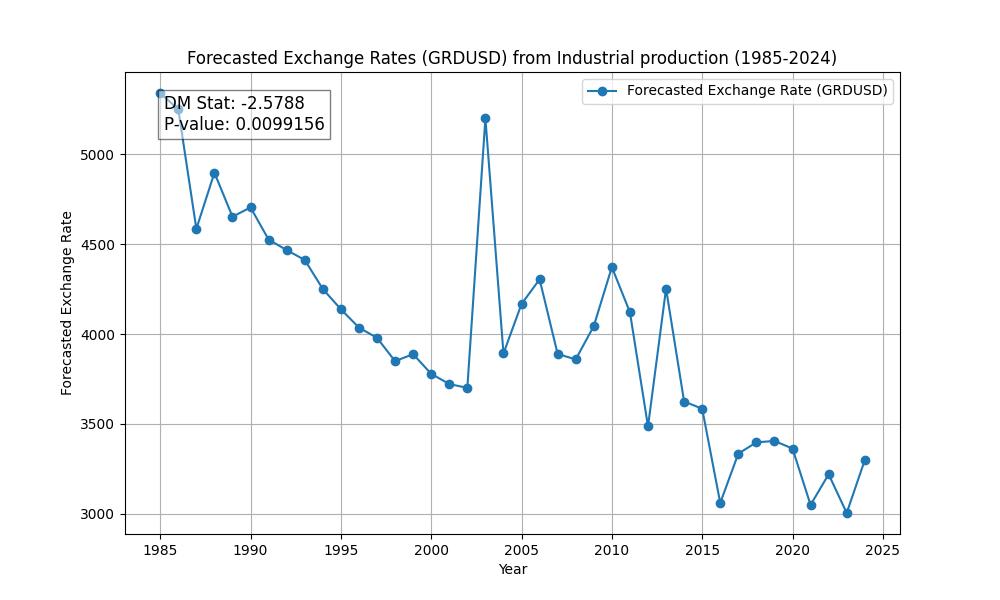 Forecasted Exchange Rates (GRDUSD) from Industrial production (1985-2024)
DM Stat: -2.5788
P-value: 0.0099156
Forecasted Exchange Rate (GRDUSD)
Forecasted Exchange Rate
5000
4500
4000
3500
3000
1985 1990 1995 2000 2005 2010 2015 2020 2025
Year